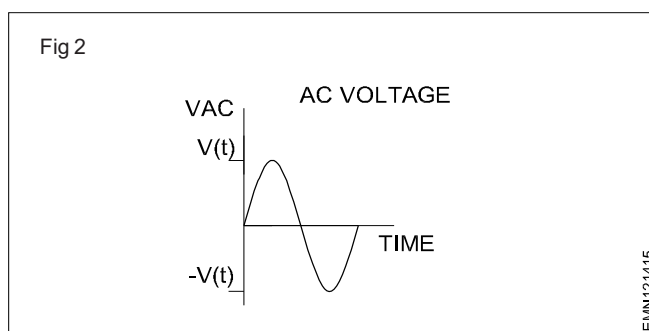 Fig 2
AC VOLTAGE
VAC
V(t)
TIME
-V(t)
EMN121415